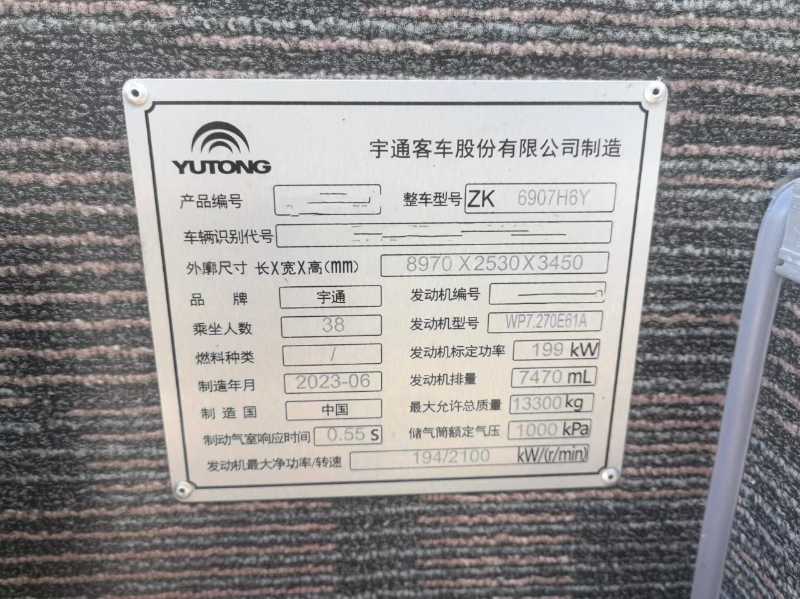 YUTONG 宇通客车股份有限公司制造
产品编号 整车型号 ZK 6907H6Y
车辆识别代号
外廓尺寸 长X宽X高(mm) 8970X2530X3450
品牌 宇通 发动机编号
乘坐人数 38 发动机型号 WP7.270E61A
燃料种类 / 发动机标定功率 199 kW
制造年月 2023-06 发动机排量 7470 mL
制造国 中国 最大允许总质量 13300 kg
制动气室响应时间 0.55 s 储气筒额定气压 1000 kPa
发动机最大净功率/转速 194/2100 kW/(r/min)